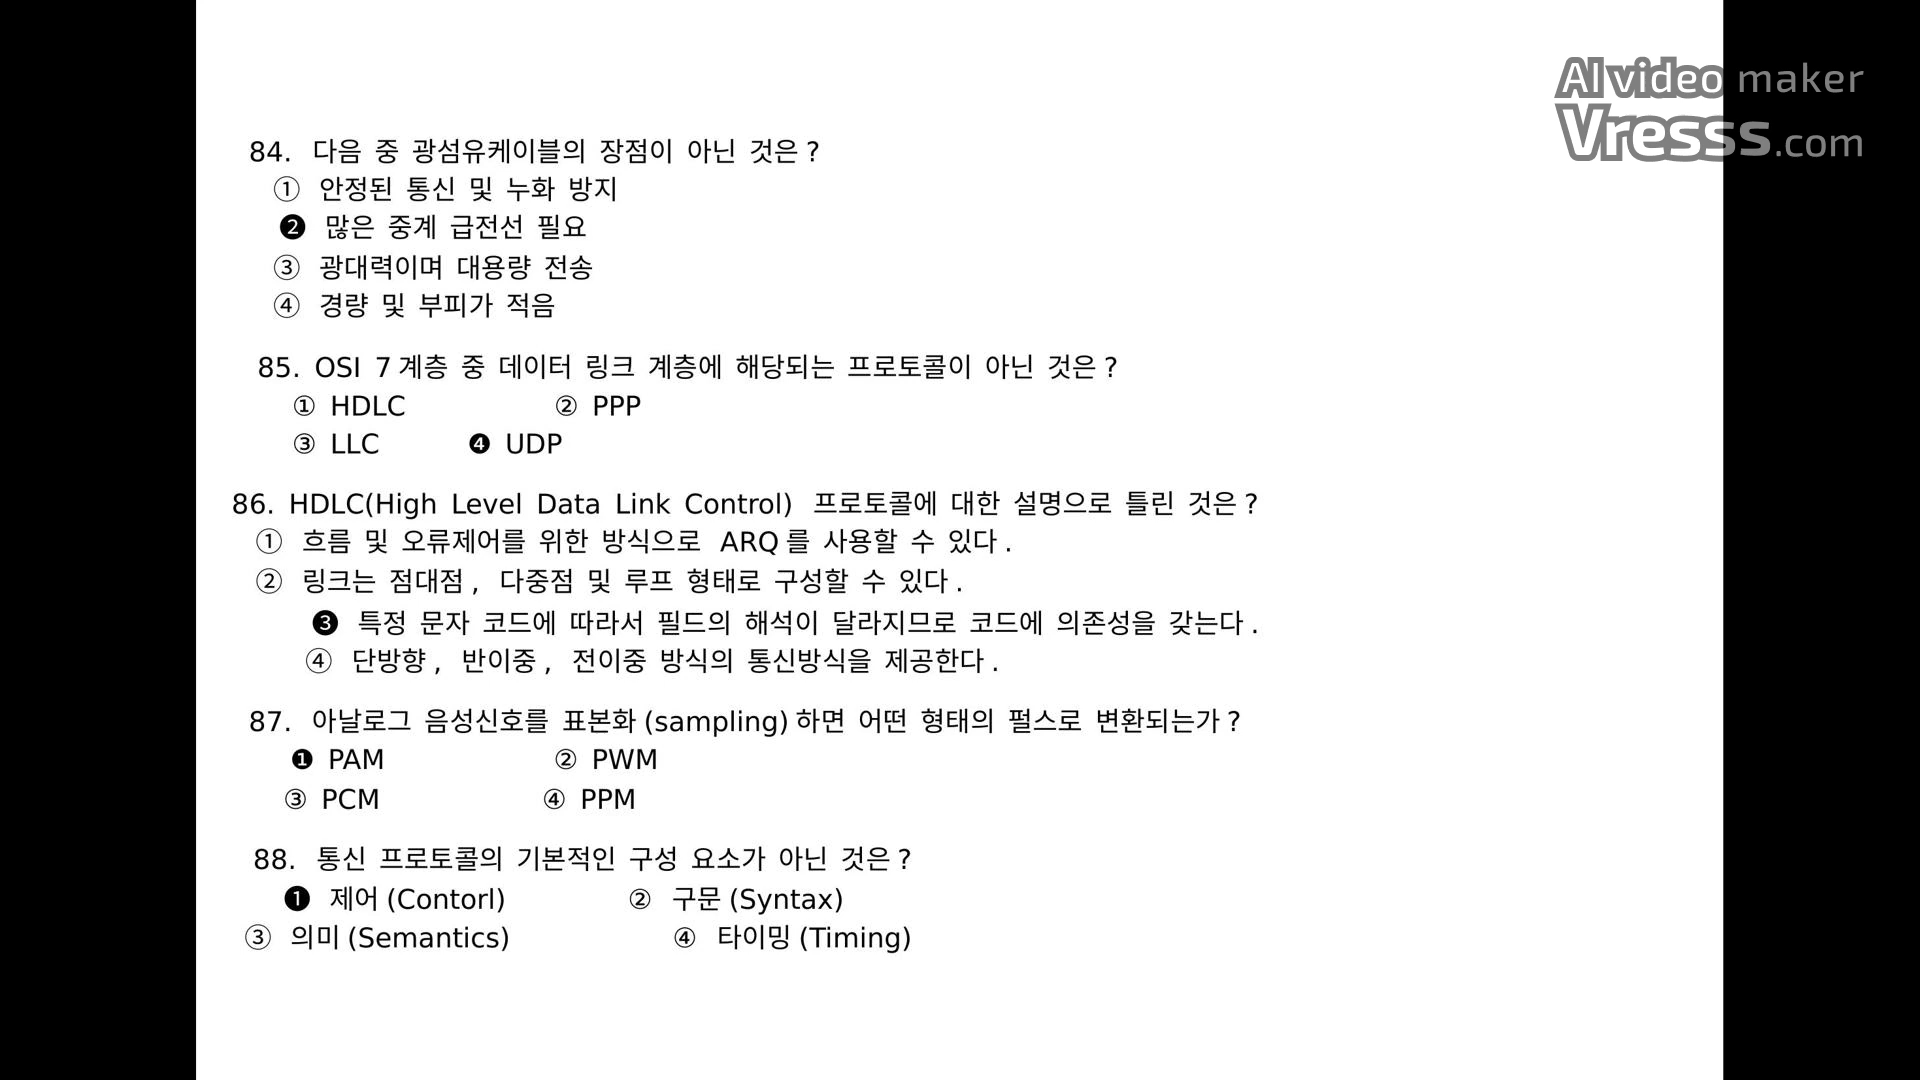 AI video maker
Vresss.com
84. 다음 중 광섬유케이블의 장점이 아닌 것은?
① 안정된 통신 및 누화 방지
❷ 많은 중계 급전선 필요
③ 광대력이며 대용량 전송
④ 경량 및 부피가 적음
85. OSI 7계층 중 데이터 링크 계층에 해당되는 프로토콜이 아닌 것은?
① HDLC ② PPP
③ LLC ❹ UDP
86. HDLC(High Level Data Link Control) 프로토콜에 대한 설명으로 틀린 것은?
① 흐름 및 오류제어를 위한 방식으로 ARQ를 사용할 수 있다.
② 링크는 점대점, 다중점 및 루프 형태로 구성할 수 있다.
❸ 특정 문자 코드에 따라서 필드의 해석이 달라지므로 코드에 의존성을 갖는다.
④ 단방향, 반이중, 전이중 방식의 통신방식을 제공한다.
87. 아날로그 음성신호를 표본화(sampling)하면 어떤 형태의 펄스로 변환되는가?
❶ PAM ② PWM
③ PCM ④ PPM
88. 통신 프로토콜의 기본적인 구성 요소가 아닌 것은?
❶ 제어(Contorl) ② 구문(Syntax)
③ 의미(Semantics) ④ 타이밍(Timing)